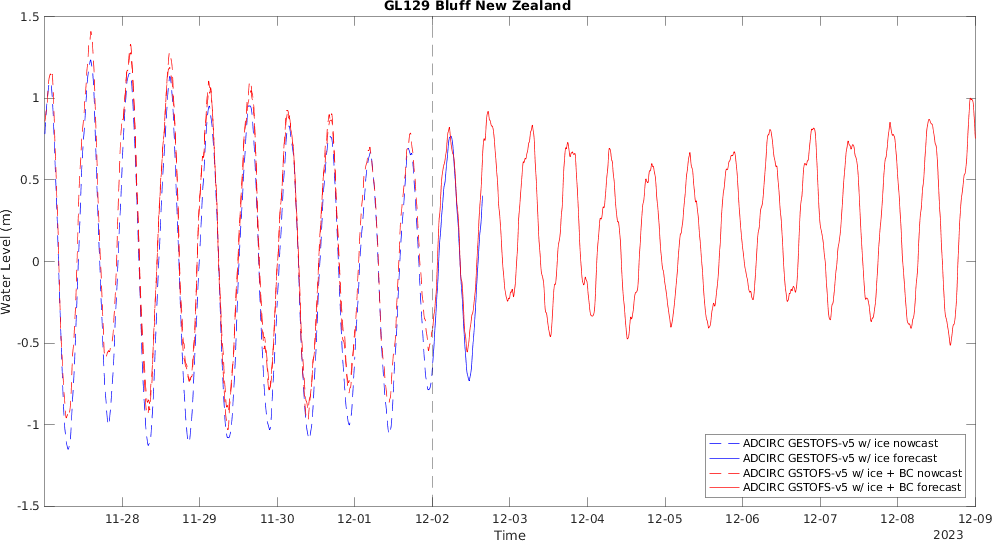 GL129 Bluff New Zealand
1.5
1
0.5
0
-0.5
-1
-1.5
Water Level (m)
11-28 11-29 11-30 12-01 12-02 12-03 12-04 12-05 12-06 12-07 12-08 12-09
Time
2023
ADCIRC GESTOFS-v5 w/ ice nowcast
ADCIRC GESTOFS-v5 w/ ice forecast
ADCIRC GSTOFS-v5 w/ ice + BC nowcast
ADCIRC GSTOFS-v5 w/ ice + BC forecast